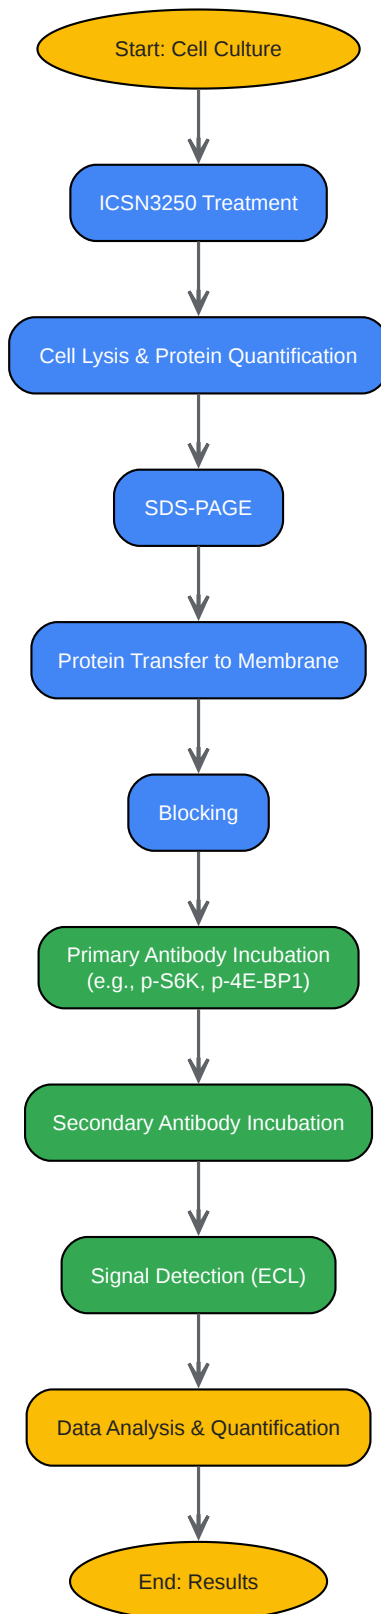 Start: Cell Culture
ICSN3250 Treatment
Cell Lysis & Protein Quantification
SDS-PAGE
Protein Transfer to Membrane
Blocking
Primary Antibody Incubation
(e.g., p-S6K, p-4E-BP1)
Secondary Antibody Incubation
Signal Detection (ECL)
Data Analysis & Quantification
End: Results